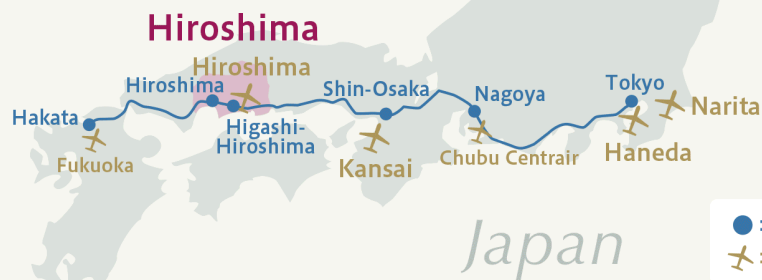 Hiroshima
Hiroshima
Hiroshima
Shin-Osaka
Tokyo
Nagoya
Narita
Hakata
Higashi-
Hiroshima
Fukuoka
Kansai
Chubu Centrair
Haneda
Japan